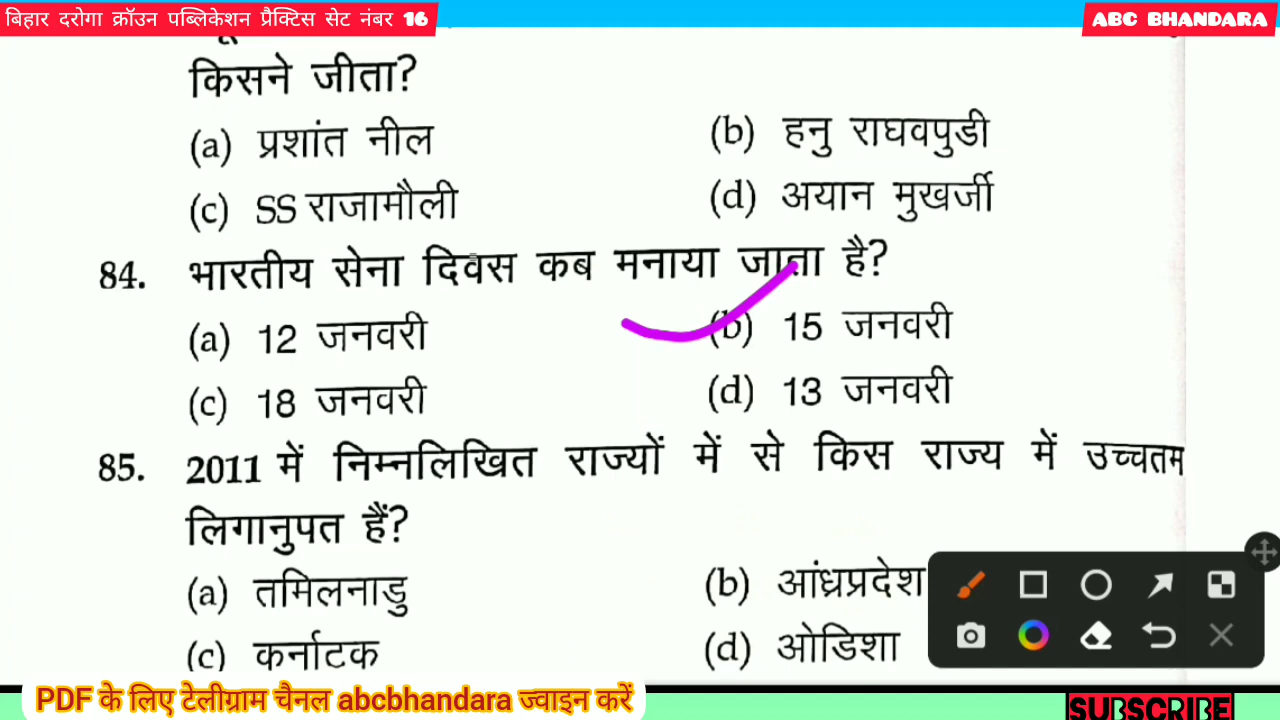 बिहार दरोगा क्रॉउन पब्लिकेशन प्रैक्टिस सेट नंबर 16
ABC BHANDARA
किसने जीता?
(a) प्रशांत नील (b) हनु राघवपुडी
(c) SS राजामौली (d) अयान मुखर्जी
84. भारतीय सेना दिवस कब मनाया जाता है?
(a) 12 जनवरी (b) 15 जनवरी
(c) 18 जनवरी (d) 13 जनवरी
85. 2011 में निम्नलिखित राज्यों में से किस राज्य में उच्चतम
लिगानुपत हैं?
(a) तमिलनाडु (b) आंध्रप्रदेश
(c) कर्नाटक (d) ओडिशा
PDF के लिए टेलीग्राम चैनल abcbhandara ज्वाइन करें
SUBSCRIBE